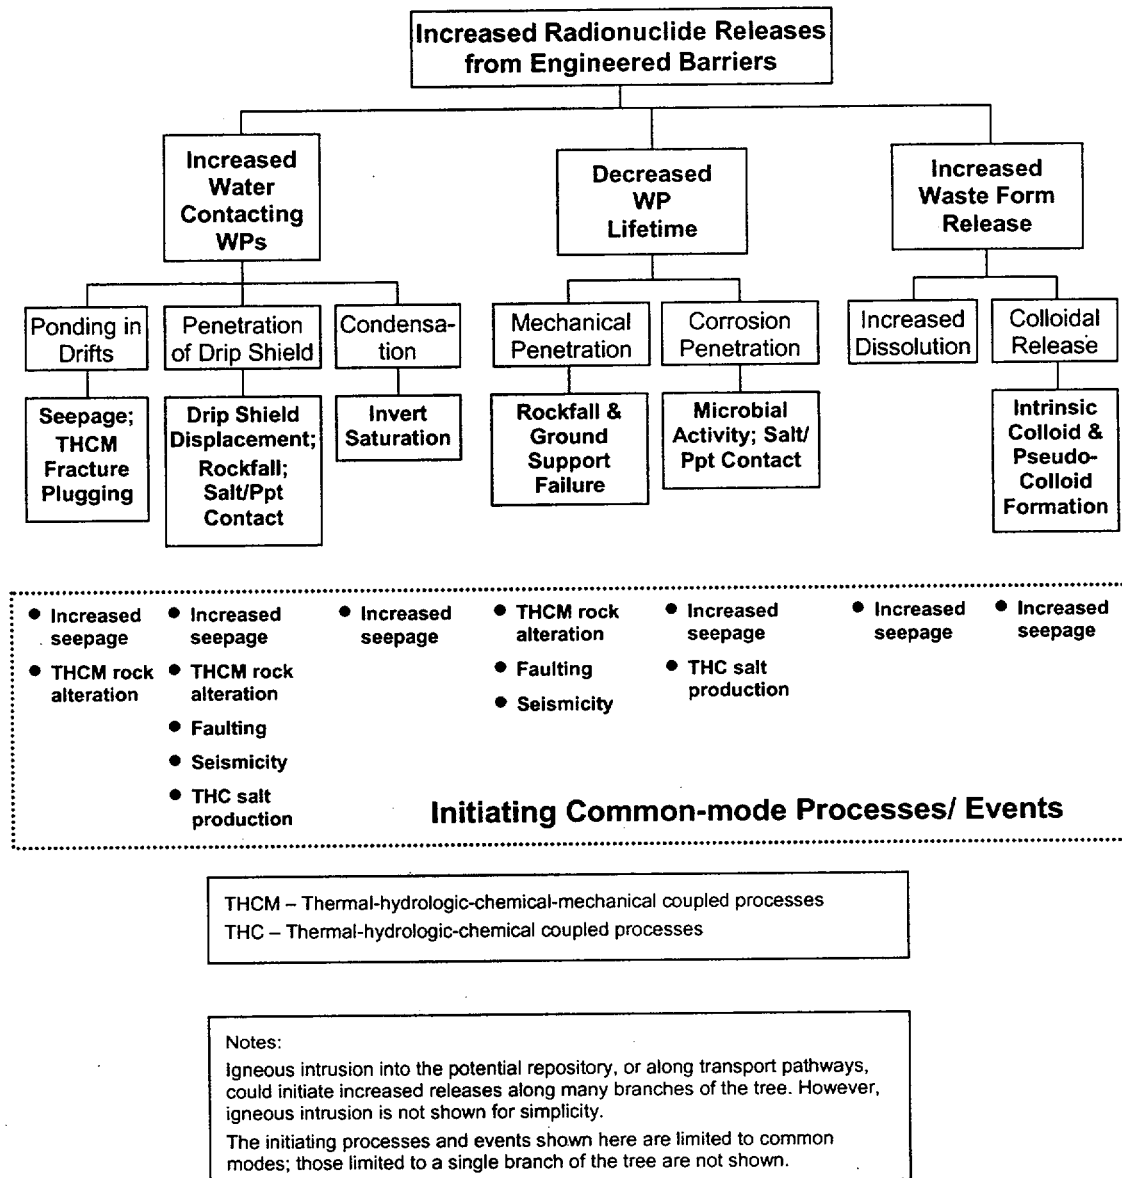 Increased Radionuclide Releases
from Engineered Barriers
Increased
Water
Contacting
WPs
Decreased
WP
Lifetime
Increased
Waste Form
Release
Ponding in
Drifts
Penetration
of Drip Shield
Condensa-
tion
Mechanical
Penetration
Corrosion
Penetration
Increased
Dissolution
Colloidal
Release
Seepage;
THCM
Fracture
Plugging
Drip Shield
Displacement;
Rockfall;
Salt/Ppt
Contact
Invert
Saturation
Rockfall &
Ground
Support
Failure
Microbial
Activity; Salt/
Ppt Contact
Intrinsic
Colloid &
Pseudo-
Colloid
Formation
● Increased
seepage
● THCM rock
alteration
● Increased
seepage
● THCM rock
alteration
● Faulting
● Seismicity
● THC salt
production
● Increased
seepage
● THCM rock
alteration
● Faulting
● Seismicity
● Increased
seepage
● THC salt
production
● Increased
seepage
● Increased
seepage
Initiating Common-mode Processes/ Events
THCM – Thermal-hydrologic-chemical-mechanical coupled processes
THC – Thermal-hydrologic-chemical coupled processes
Notes:
Igneous intrusion into the potential repository, or along transport pathways,
could initiate increased releases along many branches of the tree. However,
igneous intrusion is not shown for simplicity.
The initiating processes and events shown here are limited to common
modes; those limited to a single branch of the tree are not shown.